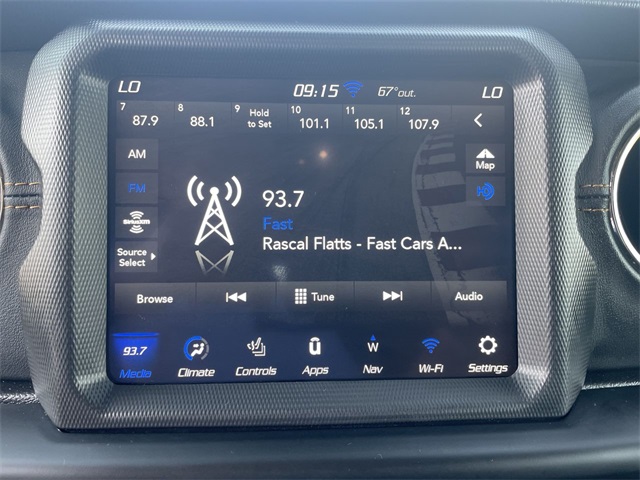 LO 09:15 67°out. LO
7 87.9 8 88.1 9 Hold to Set 10 101.1 11 105.1 12 107.9
AM
Map
FM
93.7
SiriusXM
Fast
Rascal Flatts - Fast Cars A...
Source Select
Browse Tune Audio
93.7 W
Media Climate Controls Apps Nav Wi-Fi Settings